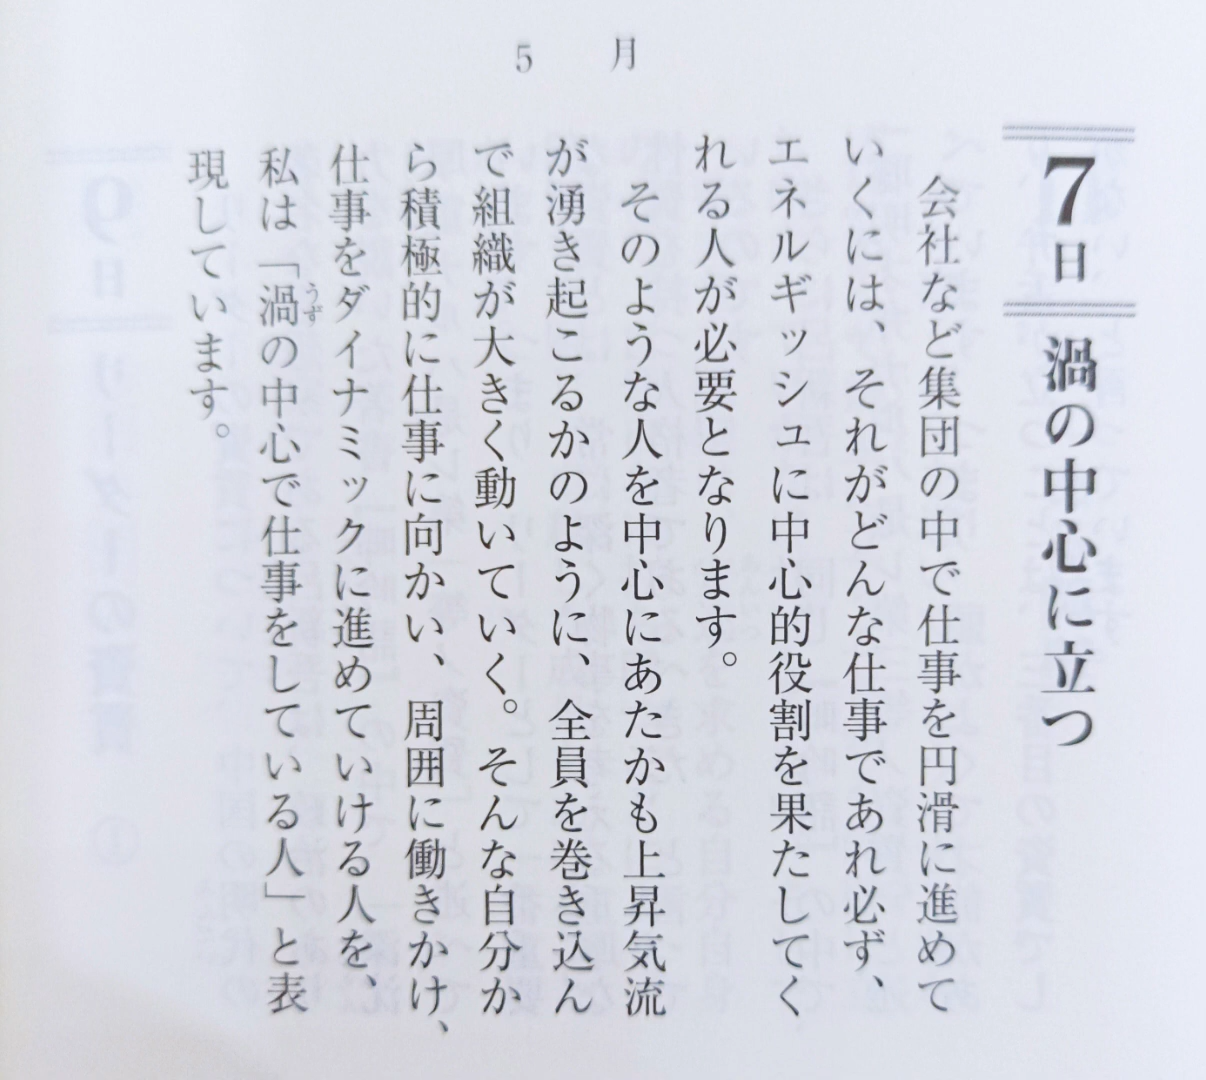 5月
7日
渦の中心に立つ
会社など集団の中で仕事を円滑に進めて
いくには、それがどんな仕事であれ必ず、
エネルギッシュに中心的役割を果たしてく
れる人が必要となります。
そのような人を中心にあたかも上昇気流
が湧き起こるかのように、全員を巻き込ん
で組織が大きく動いていく。そんな自分か
ら積極的に仕事に向かい、周囲に働きかけ、
仕事をダイナミックに進めていける人を、
私は「渦の中心で仕事をしている人」と表
うず
現しています。